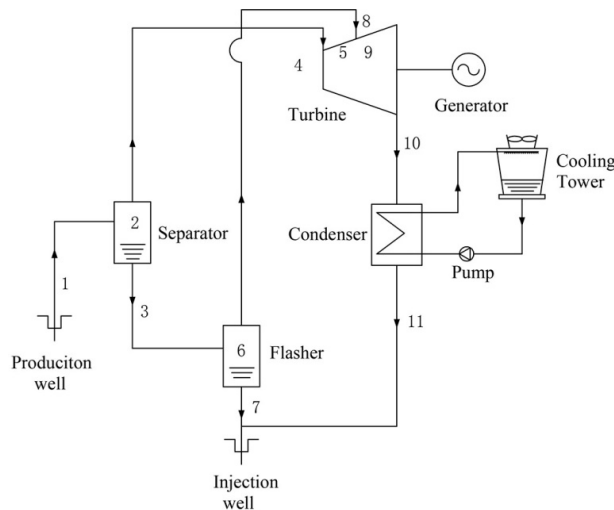 8
4
5
9
Turbine
Generator
10
Cooling
Tower
2
Separator
Condenser
Pump
1
3
11
Produciton
well
6
Flasher
7
Injection
well